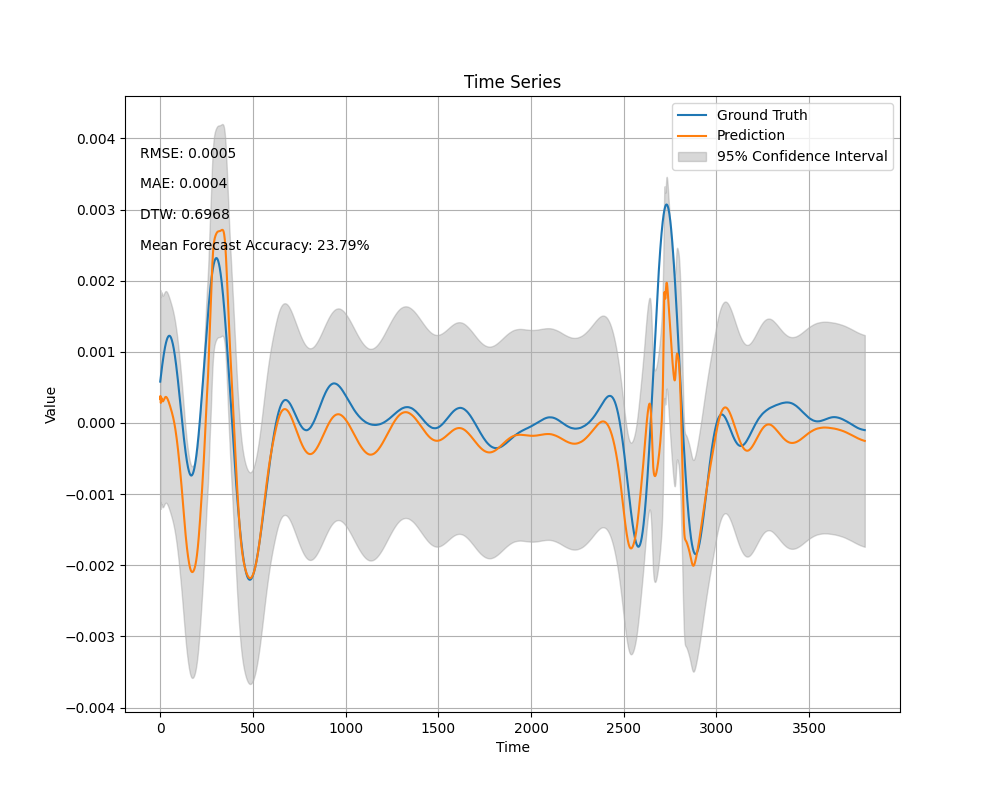 Time Series
Ground Truth
Prediction
95% Confidence Interval
RMSE: 0.0005
MAE: 0.0004
DTW: 0.6968
Mean Forecast Accuracy: 23.79%
0.004
0.003
0.002
0.001
0.000
−0.001
−0.002
−0.003
−0.004
Value
0 500 1000 1500 2000 2500 3000 3500
Time